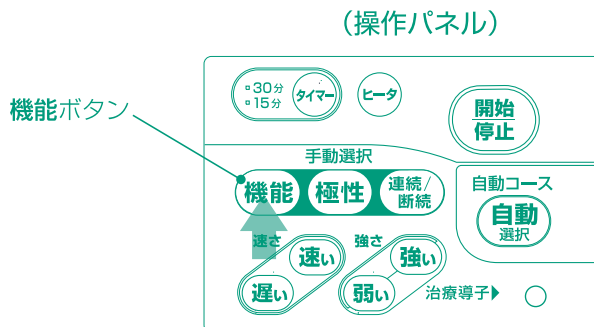 （操作パネル）
30分
15分
タイマー
ヒータ
開始
停止
機能ボタン
手動選択
機能
極性
連続/
断続
自動コース
自動
選択
速さ
速い
遅い
強さ
強い
弱い
治療導子